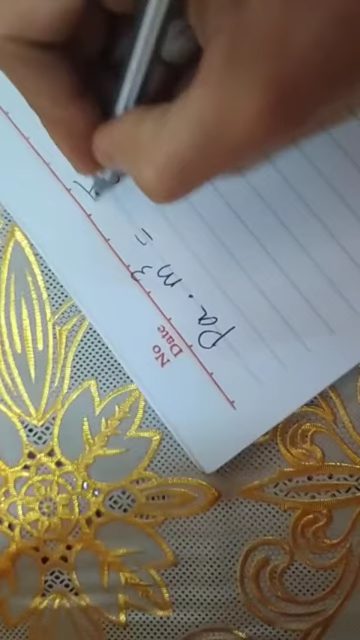 No
Date
Pa. m³ =